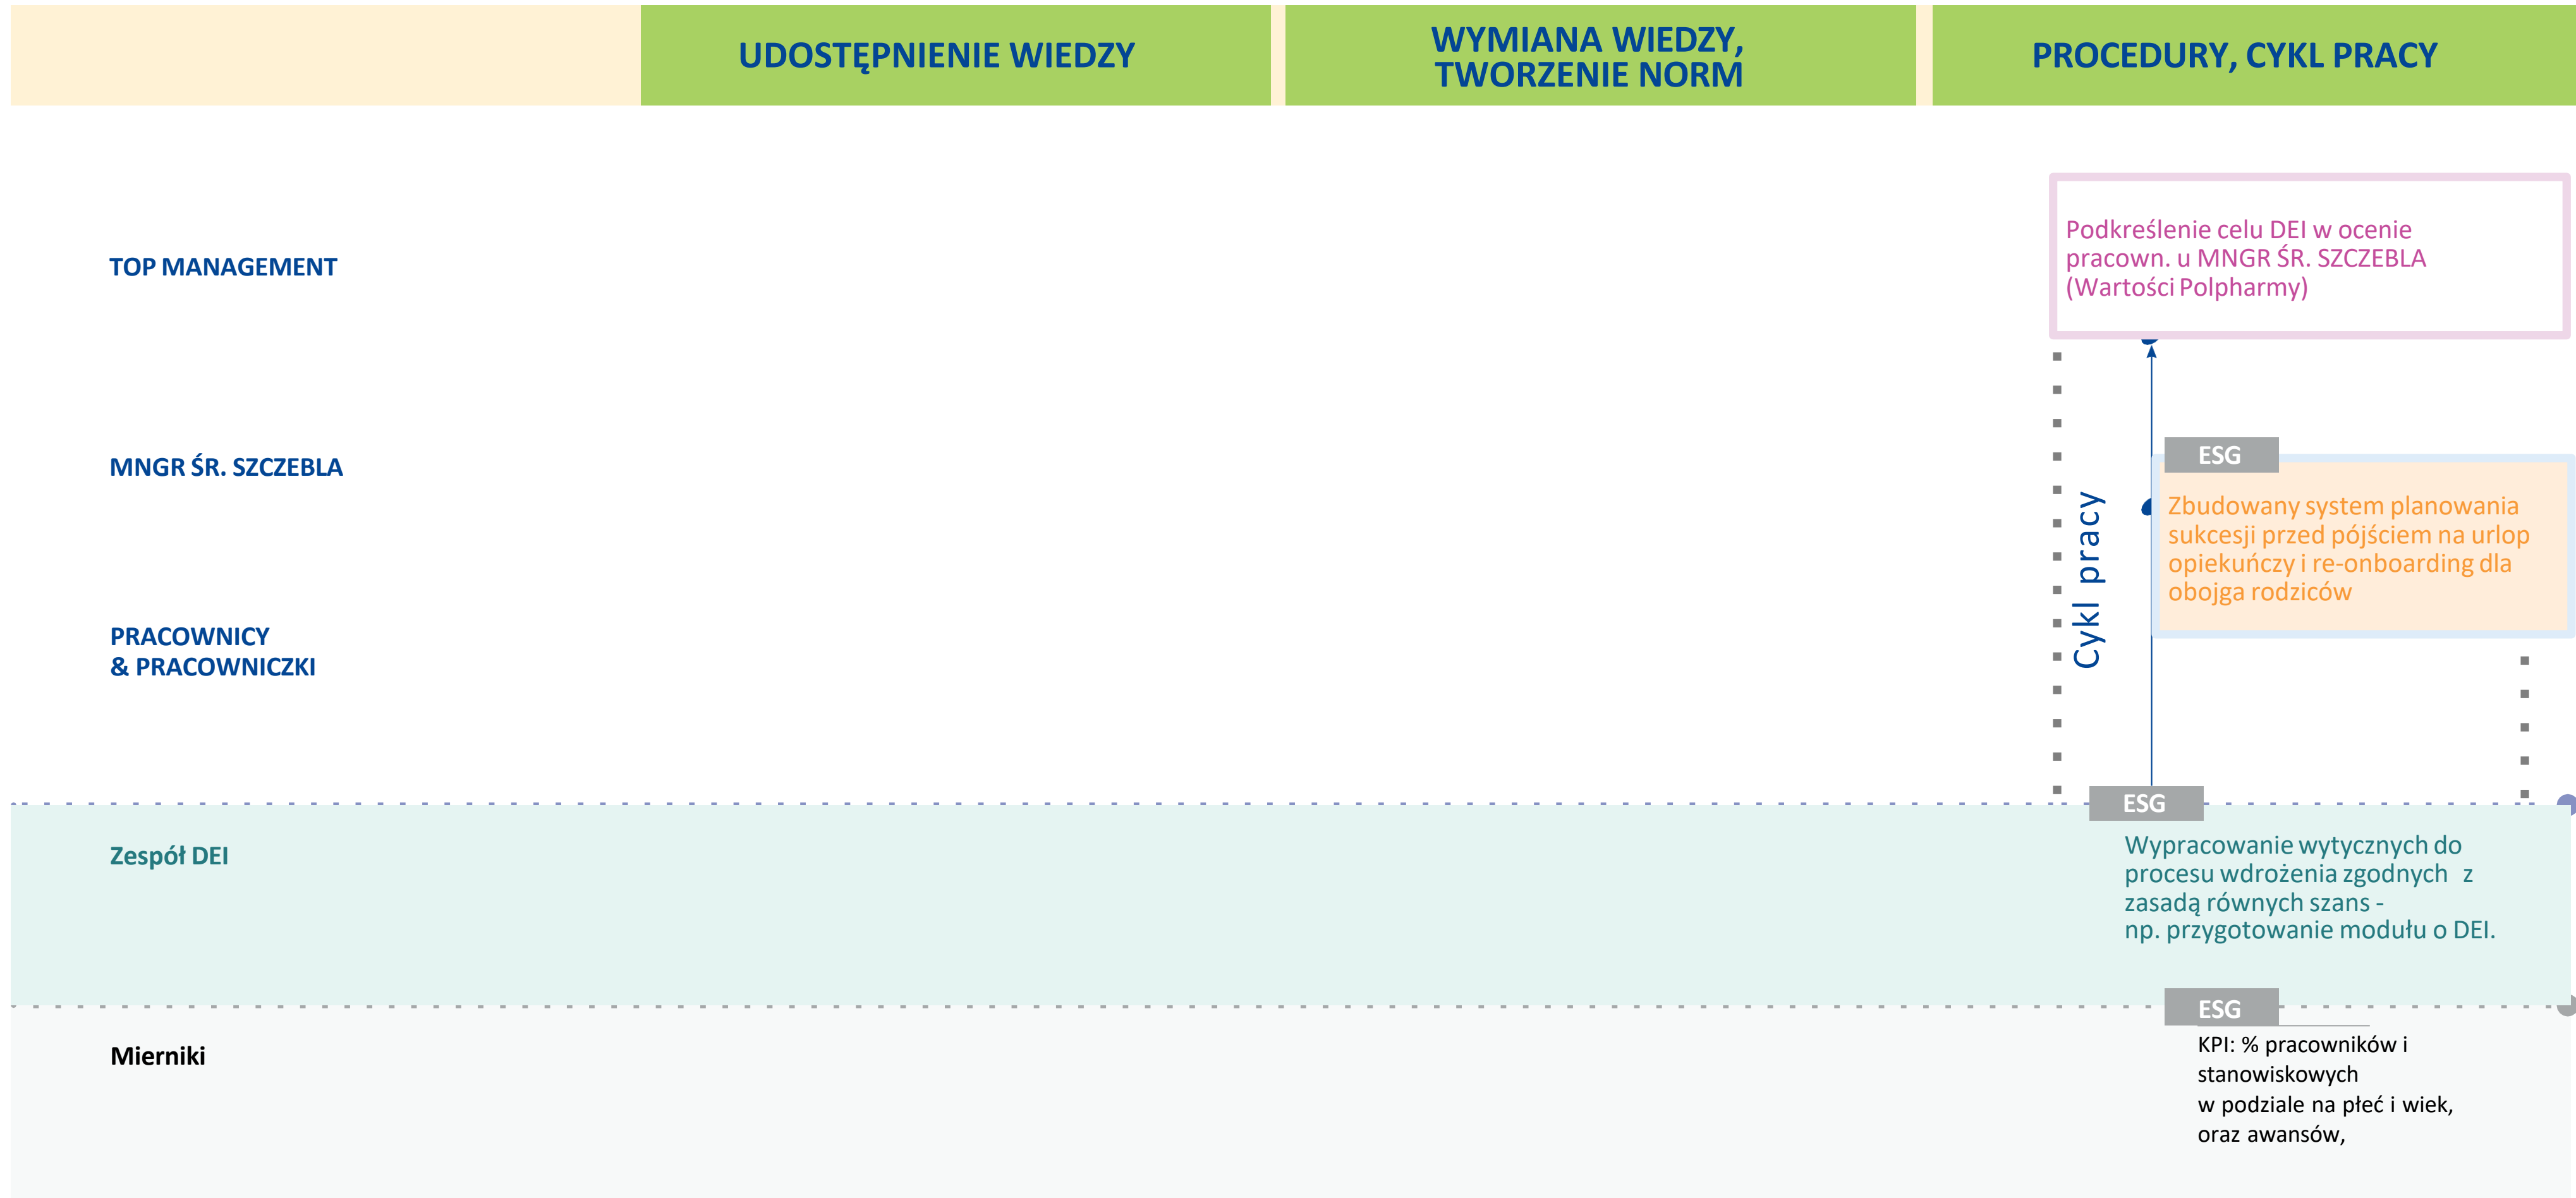 UDOSTĘPNIENIE WIEDZY
WYMIANA WIEDZY,
TWORZENIE NORM
PROCEDURY, CYKL PRACY
TOP MANAGEMENT
Podkreślenie celu DEI w ocenie
pracown. u MNGR ŚR. SZCZEBLA
(Wartości Polpharmy)
MNGR ŚR. SZCZEBLA
ESG
Zbudowany system planowania
sukcesji przed pójściem na urlop
opiekuńczy i re-onboarding dla
obojga rodziców
Cykl pracy
PRACOWNICY
& PRACOWNICZKI
ESG
Zespół DEI
Wypracowanie wytycznych do
procesu wdrożenia zgodnych z
zasadą równych szans -
np. przygotowanie modułu o DEI.
ESG
Mierniki
KPI: % pracowników i
stanowiskowych
w podziale na płeć i wiek,
oraz awansów,